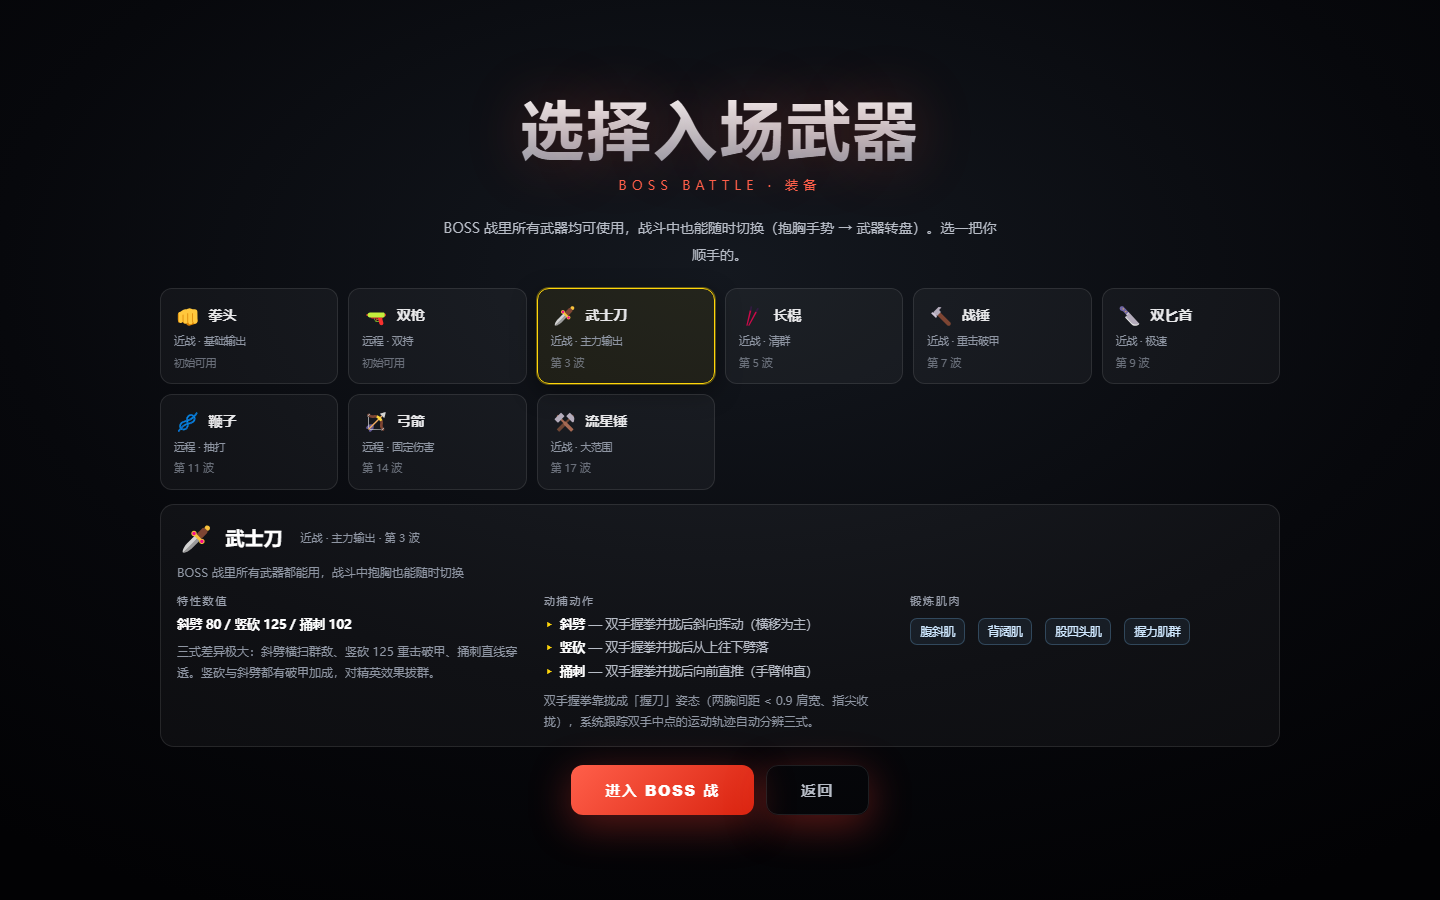 选择入场武器
BOSS BATTLE · 装备
BOSS 战里所有武器均可使用，战斗中也能随时切换（抱胸手势 → 武器转盘）。选一把你
顺手的。
拳头
近战 · 基础输出
初始可用
双枪
远程 · 双持
初始可用
武士刀
近战 · 主力输出
第 3 波
长棍
近战 · 清群
第 5 波
战锤
近战 · 重击破甲
第 7 波
双匕首
近战 · 极速
第 9 波
鞭子
远程 · 抽打
第 11 波
弓箭
远程 · 固定伤害
第 14 波
流星锤
近战 · 大范围
第 17 波
武士刀 近战 · 主力输出 · 第 3 波
BOSS 战里所有武器都能用，战斗中抱胸也能随时切换
特性数值
斜劈 80 / 竖砍 125 / 捅刺 102
三式差异极大：斜劈横扫群敌、竖砍 125 重击破甲、捅刺直线穿
透。竖砍与斜劈都有破甲加成，对精英效果拔群。
动捕动作
▸ 斜劈 — 双手握拳并拢后斜向挥动（横移为主）
▸ 竖砍 — 双手握拳并拢后从上往下劈落
▸ 捅刺 — 双手握拳并拢后向前直推（手臂伸直）
双手握拳靠拢成「握刀」姿态（两腕间距 < 0.9 肩宽、指尖收
拢），系统跟踪双手中点的运动轨迹自动分辨三式。
锻炼肌肉
腹斜肌 背阔肌 股四头肌 握力肌群
进入 BOSS 战
返回